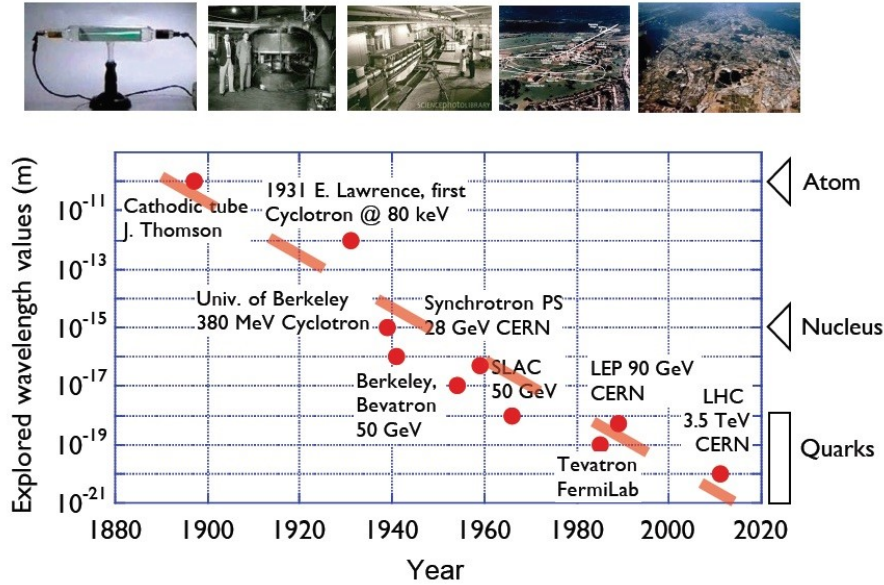 SCIENCEPHOTOLIBRARY
Explored wavelength values (m)
10⁻¹¹
10⁻¹³
10⁻¹⁵
10⁻¹⁷
10⁻¹⁹
10⁻²¹
Cathodic tube
J. Thomson
1931 E. Lawrence, first
Cyclotron @ 80 keV
Univ. of Berkeley
380 MeV Cyclotron
Synchrotron PS
28 GeV CERN
Berkeley,
Bevatron
50 GeV
SLAC
50 GeV
LEP 90 GeV
CERN
Tevatron
FermiLab
LHC
3.5 TeV
CERN
Atom
Nucleus
Quarks
1880 1900 1920 1940 1960 1980 2000 2020
Year